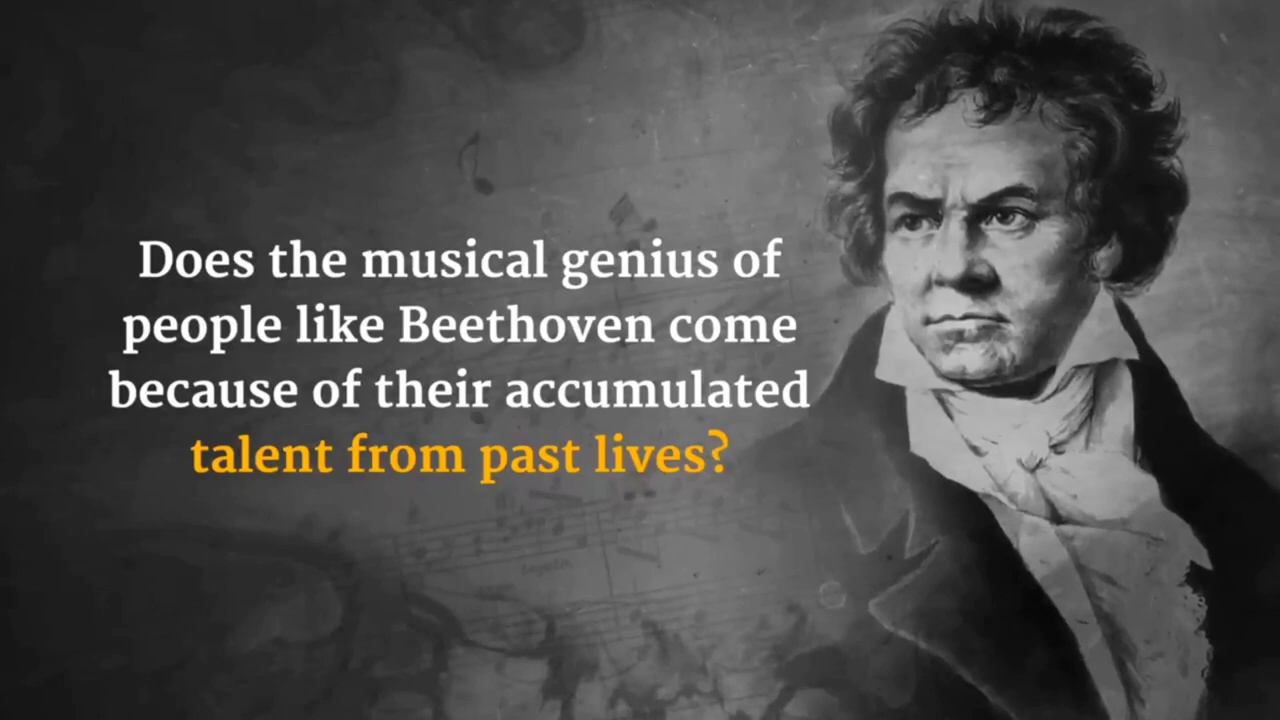 Does the musical genius of
people like Beethoven come
because of their accumulated
talent from past lives?